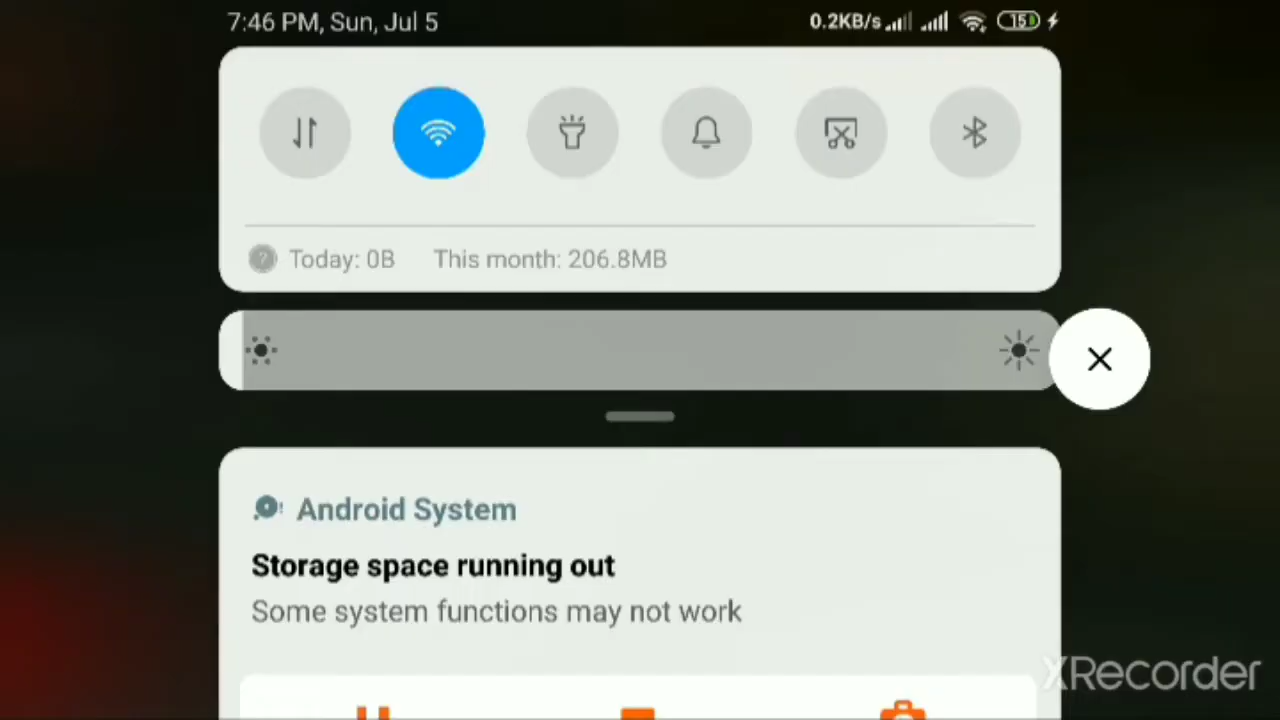 7:46 PM, Sun, Jul 5 0.2KB/s 15
Today: 0B This month: 206.8MB
Android System
Storage space running out
Some system functions may not work
XRecorder